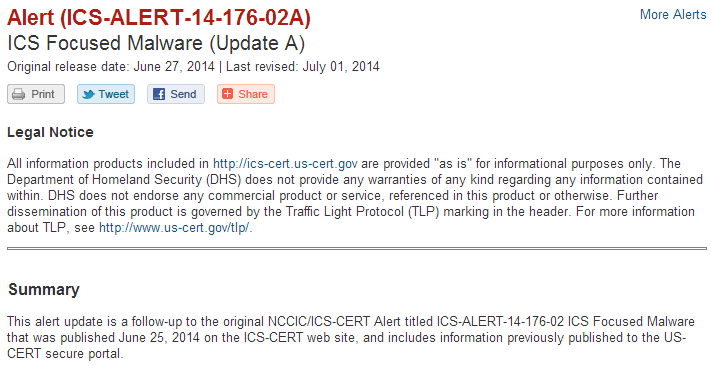 Alert (ICS-ALERT-14-176-02A)
More Alerts
ICS Focused Malware (Update A)
Original release date: June 27, 2014 | Last revised: July 01, 2014
Print Tweet Send Share
Legal Notice
All information products included in http://ics-cert.us-cert.gov are provided "as is" for informational purposes only. The
Department of Homeland Security (DHS) does not provide any warranties of any kind regarding any information contained
within. DHS does not endorse any commercial product or service, referenced in this product or otherwise. Further
dissemination of this product is governed by the Traffic Light Protocol (TLP) marking in the header. For more information
about TLP, see http://www.us-cert.gov/tlp/.
Summary
This alert update is a follow-up to the original NCCIC/ICS-CERT Alert titled ICS-ALERT-14-176-02 ICS Focused Malware
that was published June 25, 2014 on the ICS-CERT web site, and includes information previously published to the US-
CERT secure portal.